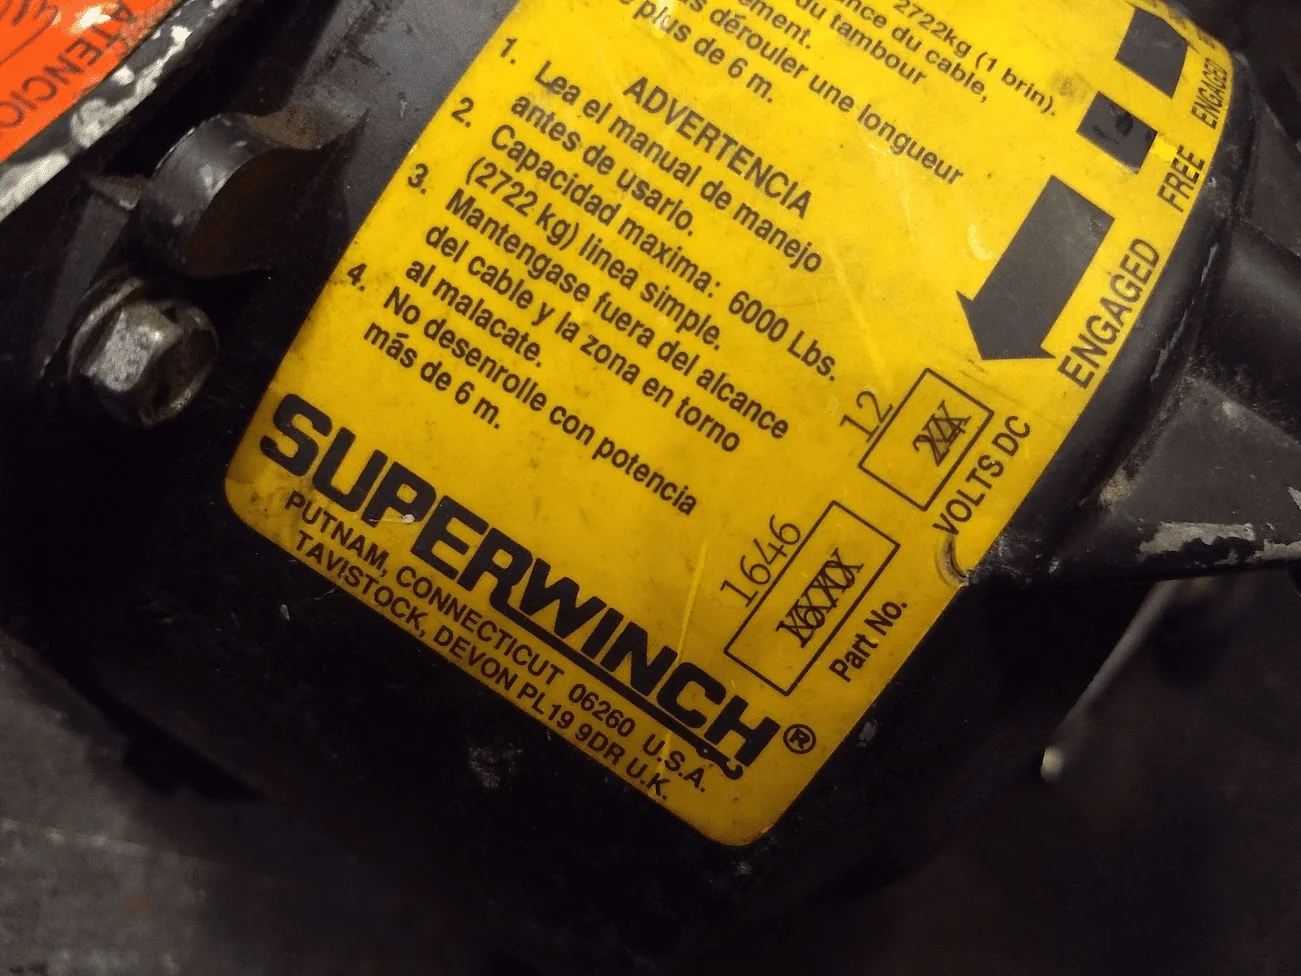 ATENCIO
2722kg (1 brin).
ance du cable,
du tambour
ement.
as dérouler une longueur
e plus de 6 m.
ADVERTENCIA
1. Lea el manual de manejo
antes de usarlo.
2. Capacidad maxima: 6000 Lbs.
(2722 kg) linea simple.
3. Mantengase fuera del alcance
del cable y la zona en torno
al malacate.
4. No desenrolle con potencia
más de 6 m.
SUPERWINCH®
PUTNAM, CONNECTICUT 06260 U.S.A.
TAVISTOCK, DEVON PL19 9DR U.K.
ENGAGED
FREE
ENGAGED
12
VOLTS DC
1646
Part No.